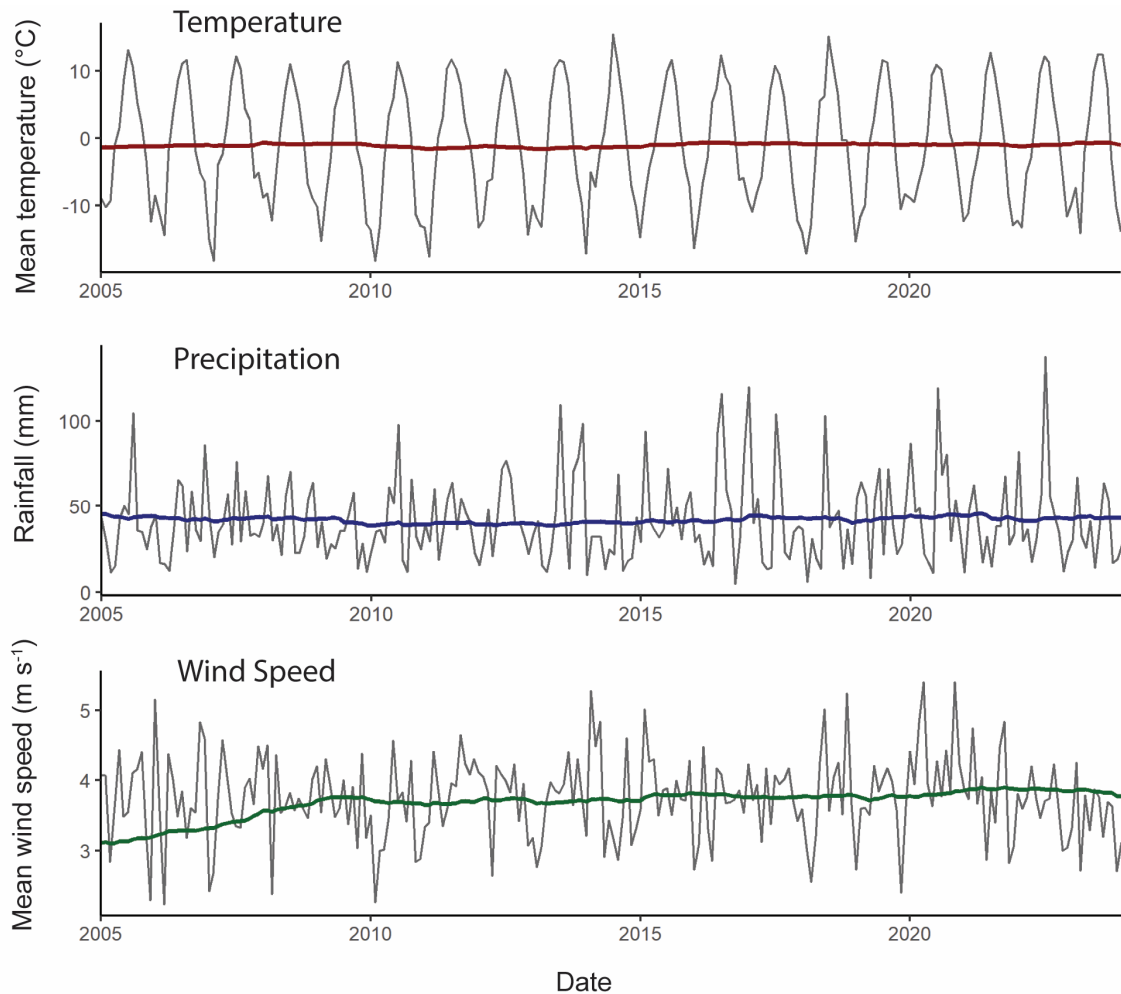 Temperature
Mean temperature (°C)
10
0
-10
2005 2010 2015 2020
Precipitation
Rainfall (mm)
100
50
0
2005 2010 2015 2020
Wind Speed
Mean wind speed (m s⁻¹)
5
4
3
2005 2010 2015 2020
Date